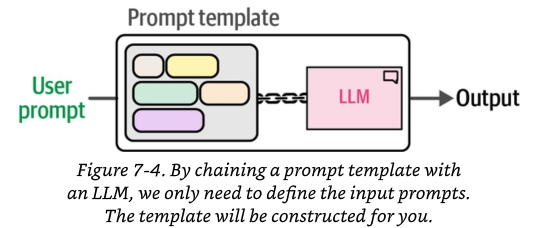 Prompt template
User
prompt
LLM
Output
Figure 7-4. By chaining a prompt template with
an LLM, we only need to define the input prompts.
The template will be constructed for you.